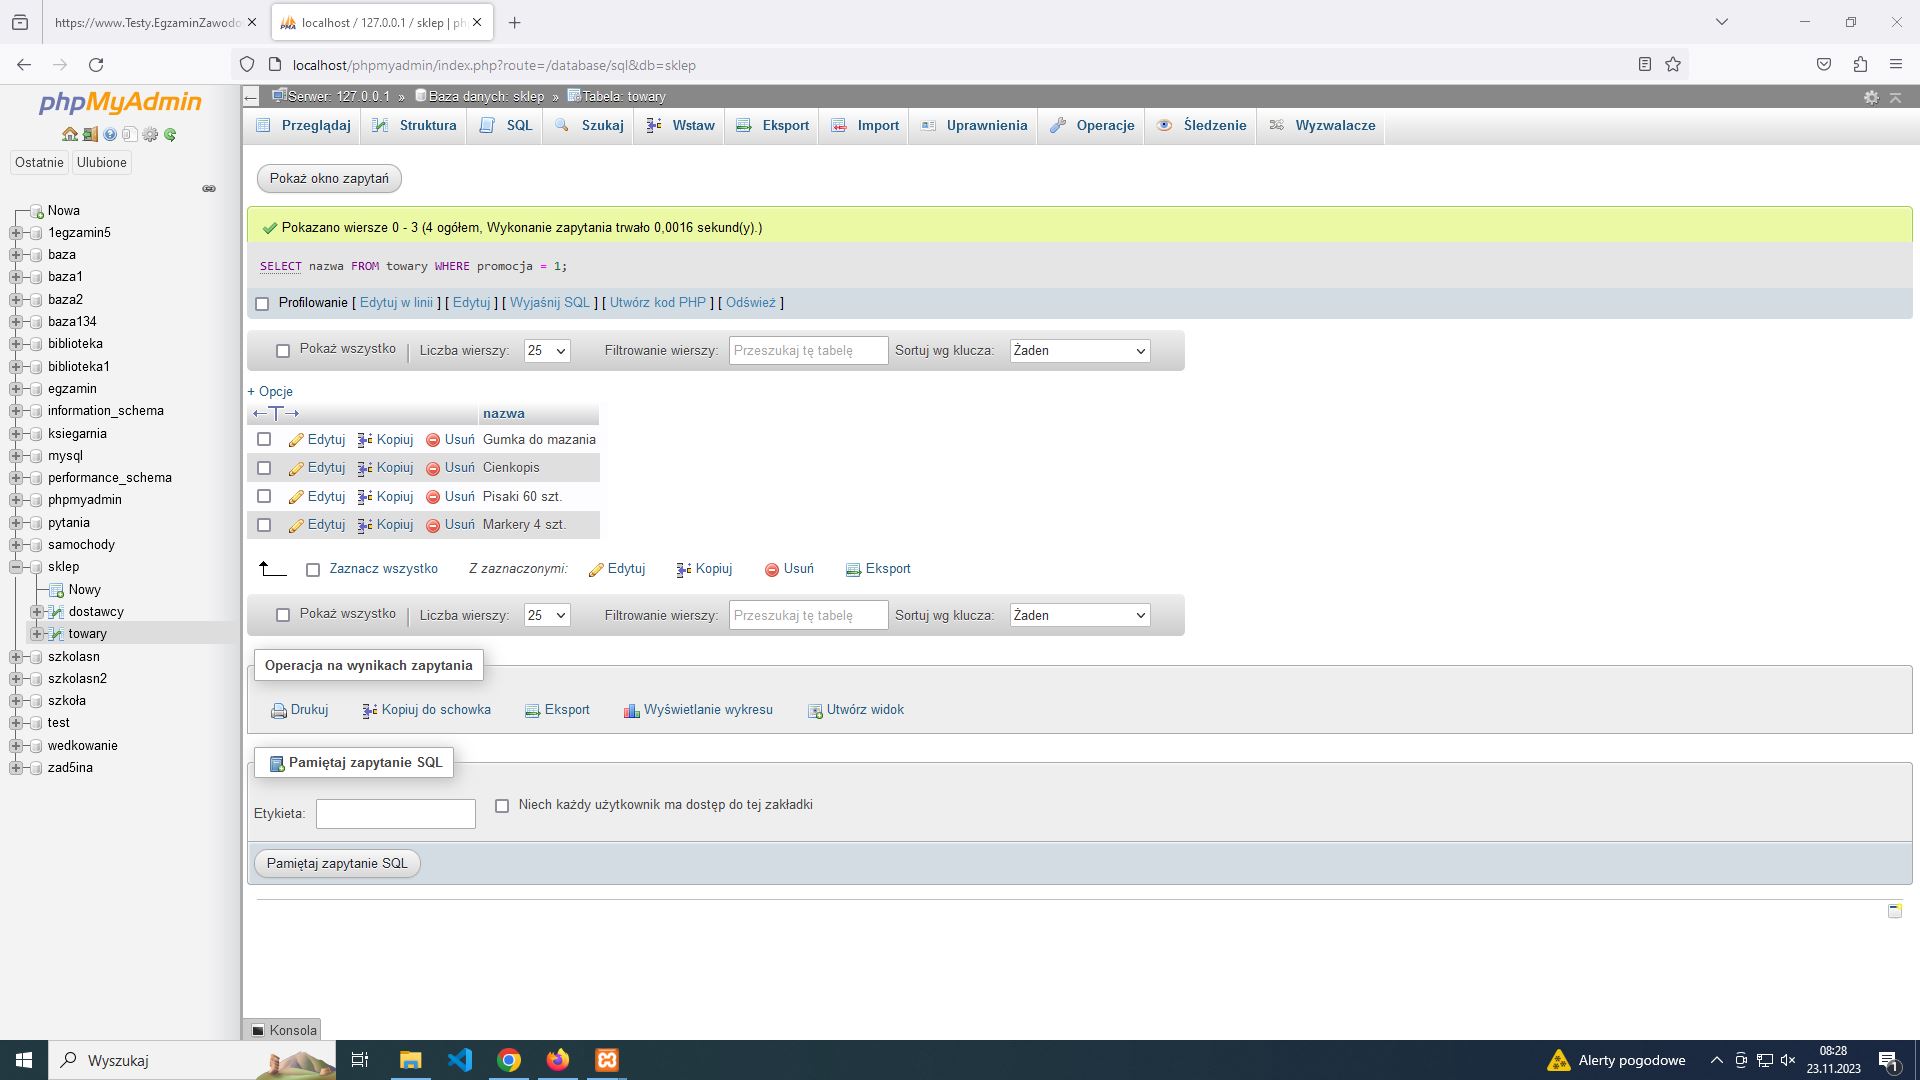 https://www.Testy.EgzaminZawodo
localhost / 127.0.0.1 / sklep | ph
localhost/phpmyadmin/index.php?route=/database/sql&db=sklep
phpMyAdmin
Ostatnie Ulubione
Nowa
1egzamin5
baza
baza1
baza2
baza134
biblioteka
biblioteka1
egzamin
information_schema
ksiegarnia
mysql
performance_schema
phpmyadmin
pytania
samochody
sklep
Nowy
dostawcy
towary
szkolasn
szkolasn2
szkoła
test
wedkowanie
zad5ina
Serwer: 127.0.0.1 » Baza danych: sklep » Tabela: towary
Przeglądaj Struktura SQL Szukaj Wstaw Eksport Import Uprawnienia Operacje Śledzenie Wyzwalacze
Pokaż okno zapytań
Pokazano wiersze 0 - 3 (4 ogółem, Wykonanie zapytania trwało 0,0016 sekund(y).)
SELECT nazwa FROM towary WHERE promocja = 1;
Profilowanie [ Edytuj w linii ] [ Edytuj ] [ Wyjaśnij SQL ] [ Utwórz kod PHP ] [ Odśwież ]
Pokaż wszystko | Liczba wierszy: 25 Filtrowanie wierszy: Przeszukaj tę tabelę Sortuj wg klucza: Żaden
+ Opcje
←T→ nazwa
Edytuj Kopiuj Usuń Gumka do mazania
Edytuj Kopiuj Usuń Cienkopis
Edytuj Kopiuj Usuń Pisaki 60 szt.
Edytuj Kopiuj Usuń Markery 4 szt.
Zaznacz wszystko Z zaznaczonymi: Edytuj Kopiuj Usuń Eksport
Pokaż wszystko | Liczba wierszy: 25 Filtrowanie wierszy: Przeszukaj tę tabelę Sortuj wg klucza: Żaden
Operacja na wynikach zapytania
Drukuj Kopiuj do schowka Eksport Wyświetlanie wykresu Utwórz widok
Pamiętaj zapytanie SQL
Etykieta: Niech każdy użytkownik ma dostęp do tej zakładki
Pamiętaj zapytanie SQL
Konsola
Wyszukaj
Alerty pogodowe
08:28
23.11.2023
1